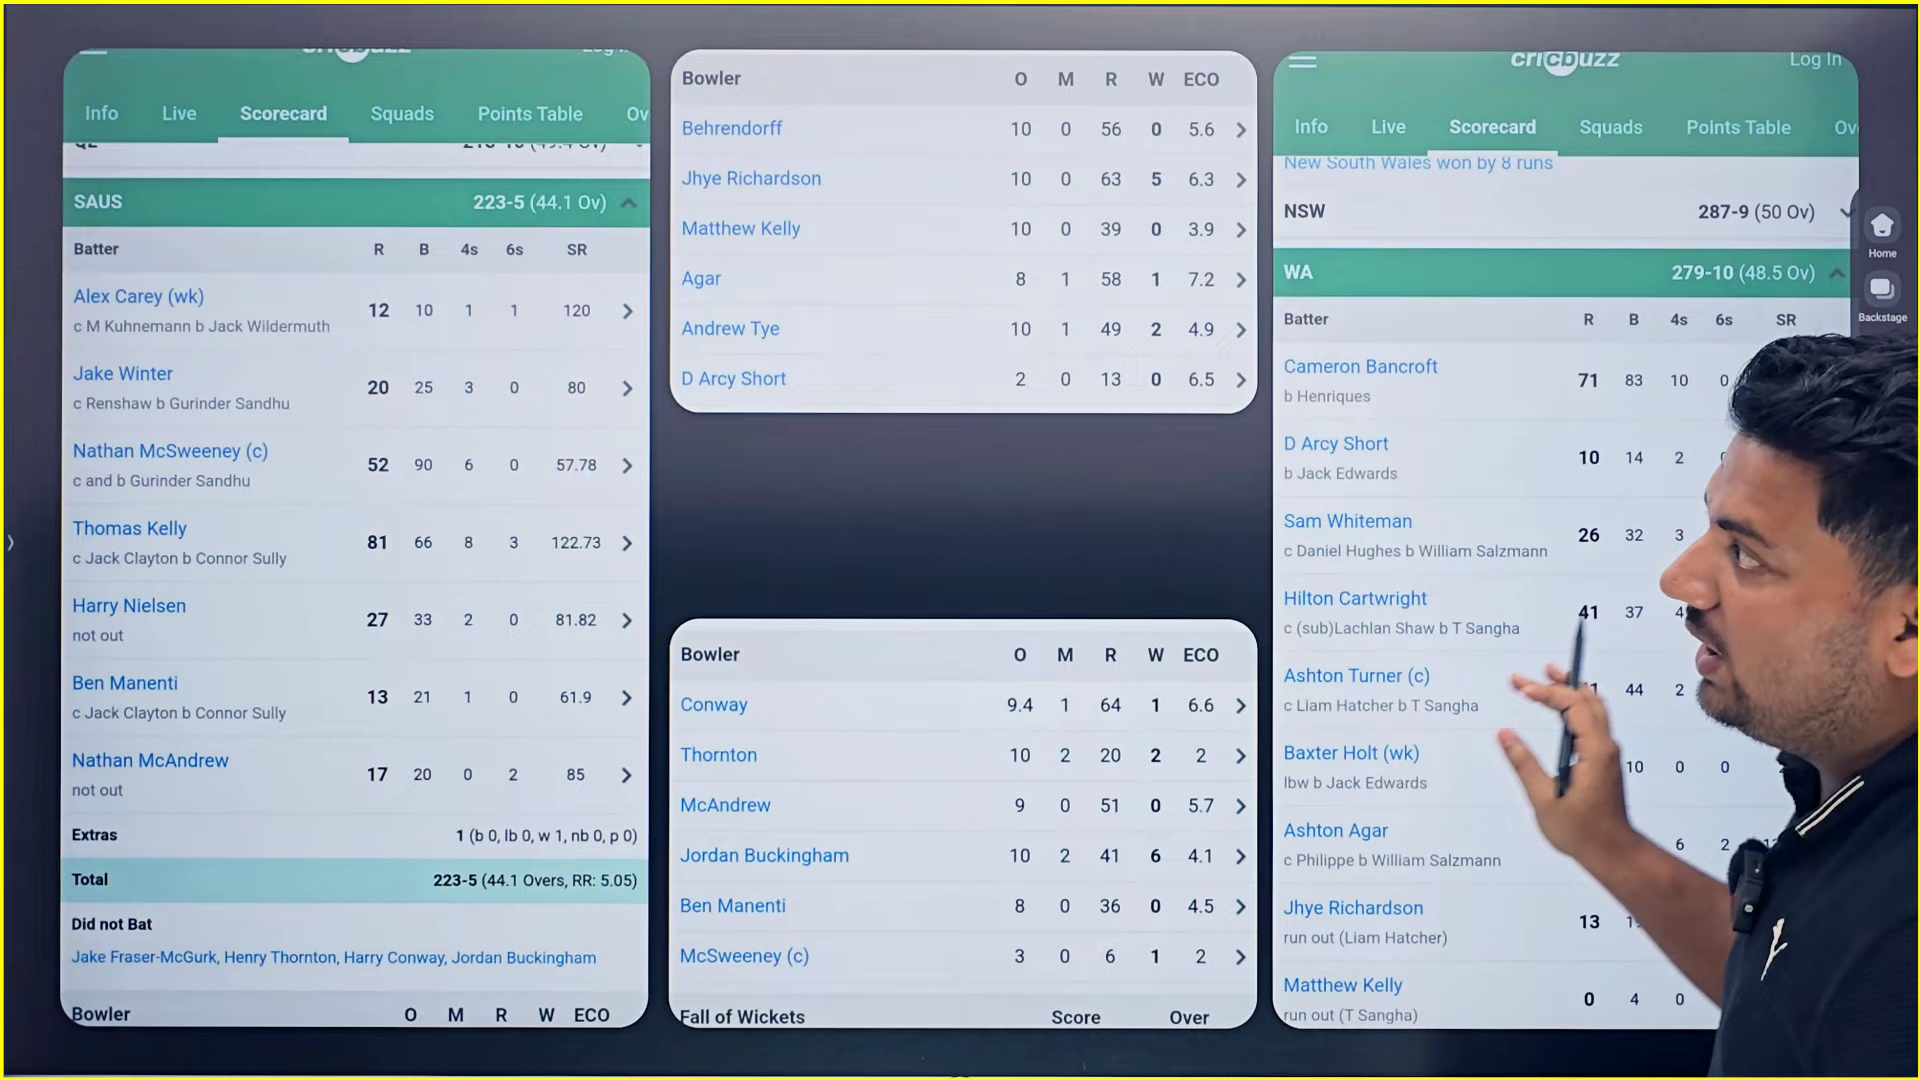 Info Live Scorecard Squads Points Table Ov
SAUS 223-5 (44.1 Ov)
Batter R B 4s 6s SR
Alex Carey (wk) 12 10 1 1 120
c M Kuhnemann b Jack Wildermuth
Jake Winter 20 25 3 0 80
c Renshaw b Gurinder Sandhu
Nathan McSweeney (c) 52 90 6 0 57.78
c and b Gurinder Sandhu
Thomas Kelly 81 66 8 3 122.73
c Jack Clayton b Connor Sully
Harry Nielsen 27 33 2 0 81.82
not out
Ben Manenti 13 21 1 0 61.9
c Jack Clayton b Connor Sully
Nathan McAndrew 17 20 0 2 85
not out
Extras 1 (b 0, lb 0, w 1, nb 0, p 0)
Total 223-5 (44.1 Overs, RR: 5.05)
Did not Bat
Jake Fraser-McGurk, Henry Thornton, Harry Conway, Jordan Buckingham
Bowler O M R W ECO
Bowler O M R W ECO
Behrendorff 10 0 56 0 5.6
Jhye Richardson 10 0 63 5 6.3
Matthew Kelly 10 0 39 0 3.9
Agar 8 1 58 1 7.2
Andrew Tye 10 1 49 2 4.9
D Arcy Short 2 0 13 0 6.5
Bowler O M R W ECO
Conway 9.4 1 64 1 6.6
Thornton 10 2 20 2 2
McAndrew 9 0 51 0 5.7
Jordan Buckingham 10 2 41 6 4.1
Ben Manenti 8 0 36 0 4.5
McSweeney (c) 3 0 6 1 2
Fall of Wickets Score Over
cricbuzz Log In
Info Live Scorecard Squads Points Table Ov
New South Wales won by 8 runs
NSW 287-9 (50 Ov)
WA 279-10 (48.5 Ov)
Batter R B 4s 6s SR
Cameron Bancroft 71 83 10 0
b Henriques
D Arcy Short 10 14 2
b Jack Edwards
Sam Whiteman 26 32 3
c Daniel Hughes b William Salzmann
Hilton Cartwright 41 37 4
c (sub)Lachlan Shaw b T Sangha
Ashton Turner (c) 44 2
c Liam Hatcher b T Sangha
Baxter Holt (wk) 10 0 0
lbw b Jack Edwards
Ashton Agar 6 2
c Philippe b William Salzmann
Jhye Richardson 13
run out (Liam Hatcher)
Matthew Kelly 0 4 0
run out (T Sangha)
Home
Backstage